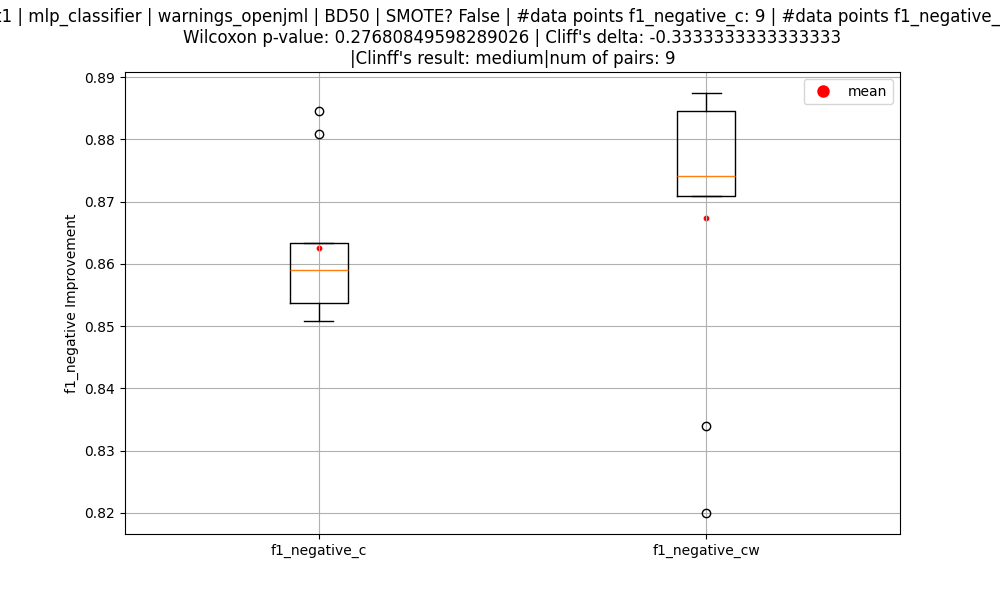 1 | mlp_classifier | warnings_openjml | BD50 | SMOTE? False | #data points f1_negative_c: 9 | #data points f1_negative_
Wilcoxon p-value: 0.27680849598289026 | Cliff's delta: -0.3333333333333333
|Clinff's result: medium|num of pairs: 9
0.89
mean
0.88
0.87
0.86
0.85
0.84
0.83
0.82
f1_negative Improvement
f1_negative_c
f1_negative_cw